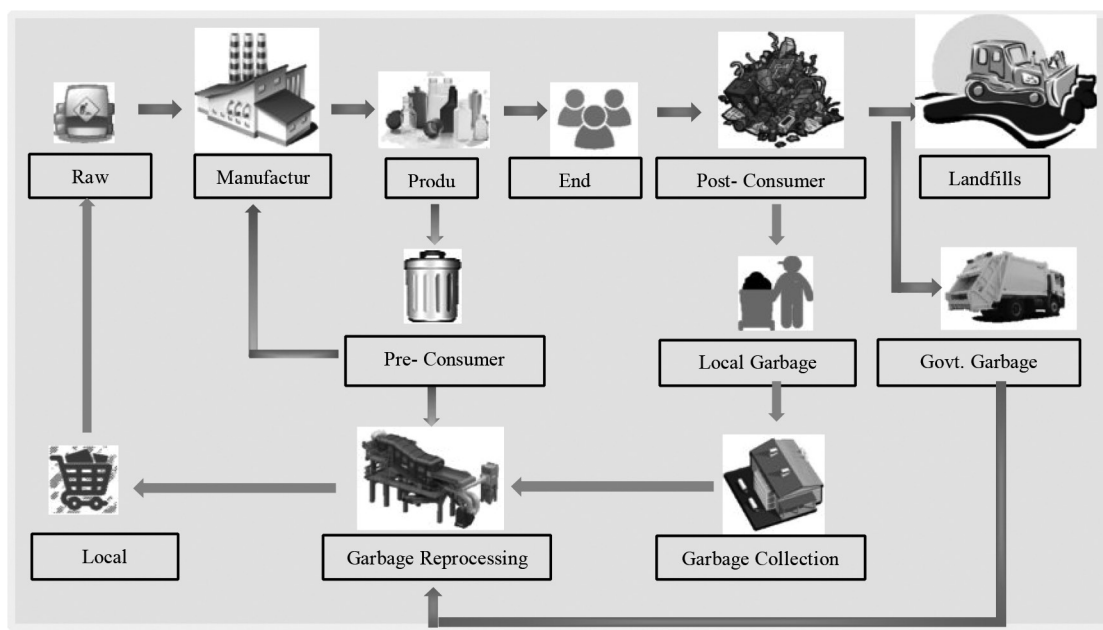 Raw
Manufactur
Produ
End
Post- Consumer
Landfills
Pre- Consumer
Local Garbage
Govt. Garbage
Local
Garbage Reprocessing
Garbage Collection